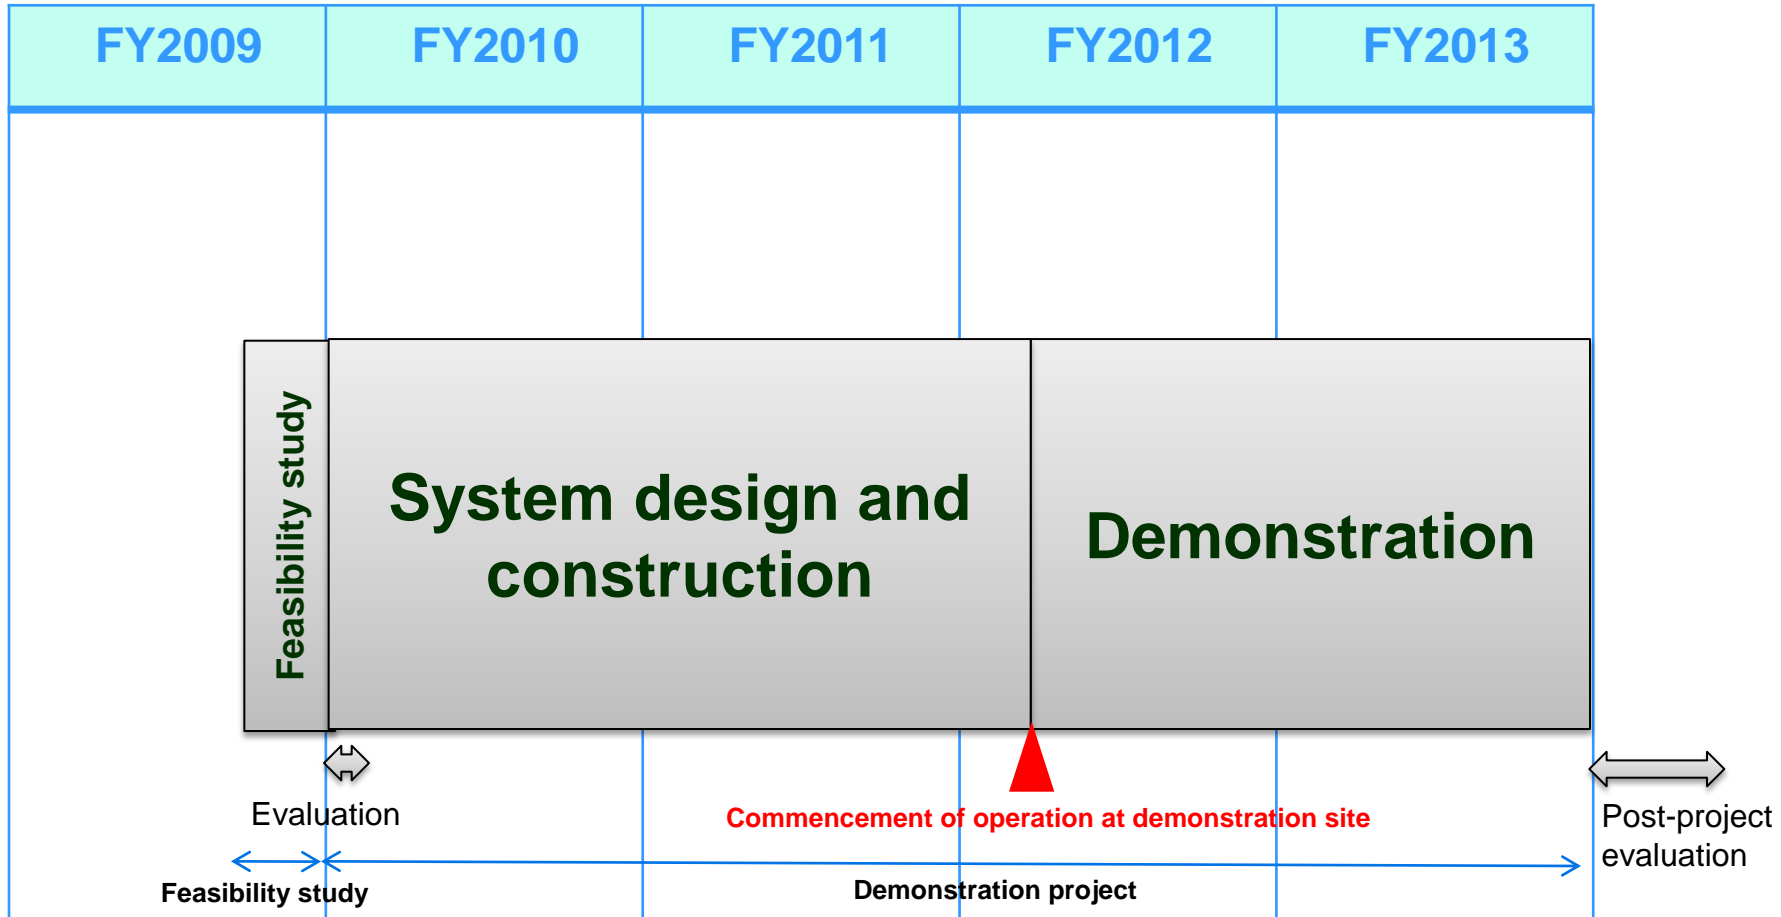 FY2009
FY2010
FY2011
FY2012
FY2013
Feasibility study
System design and
construction
Demonstration
Evaluation
Commencement of operation at demonstration site
Post-project
evaluation
Feasibility study
Demonstration project